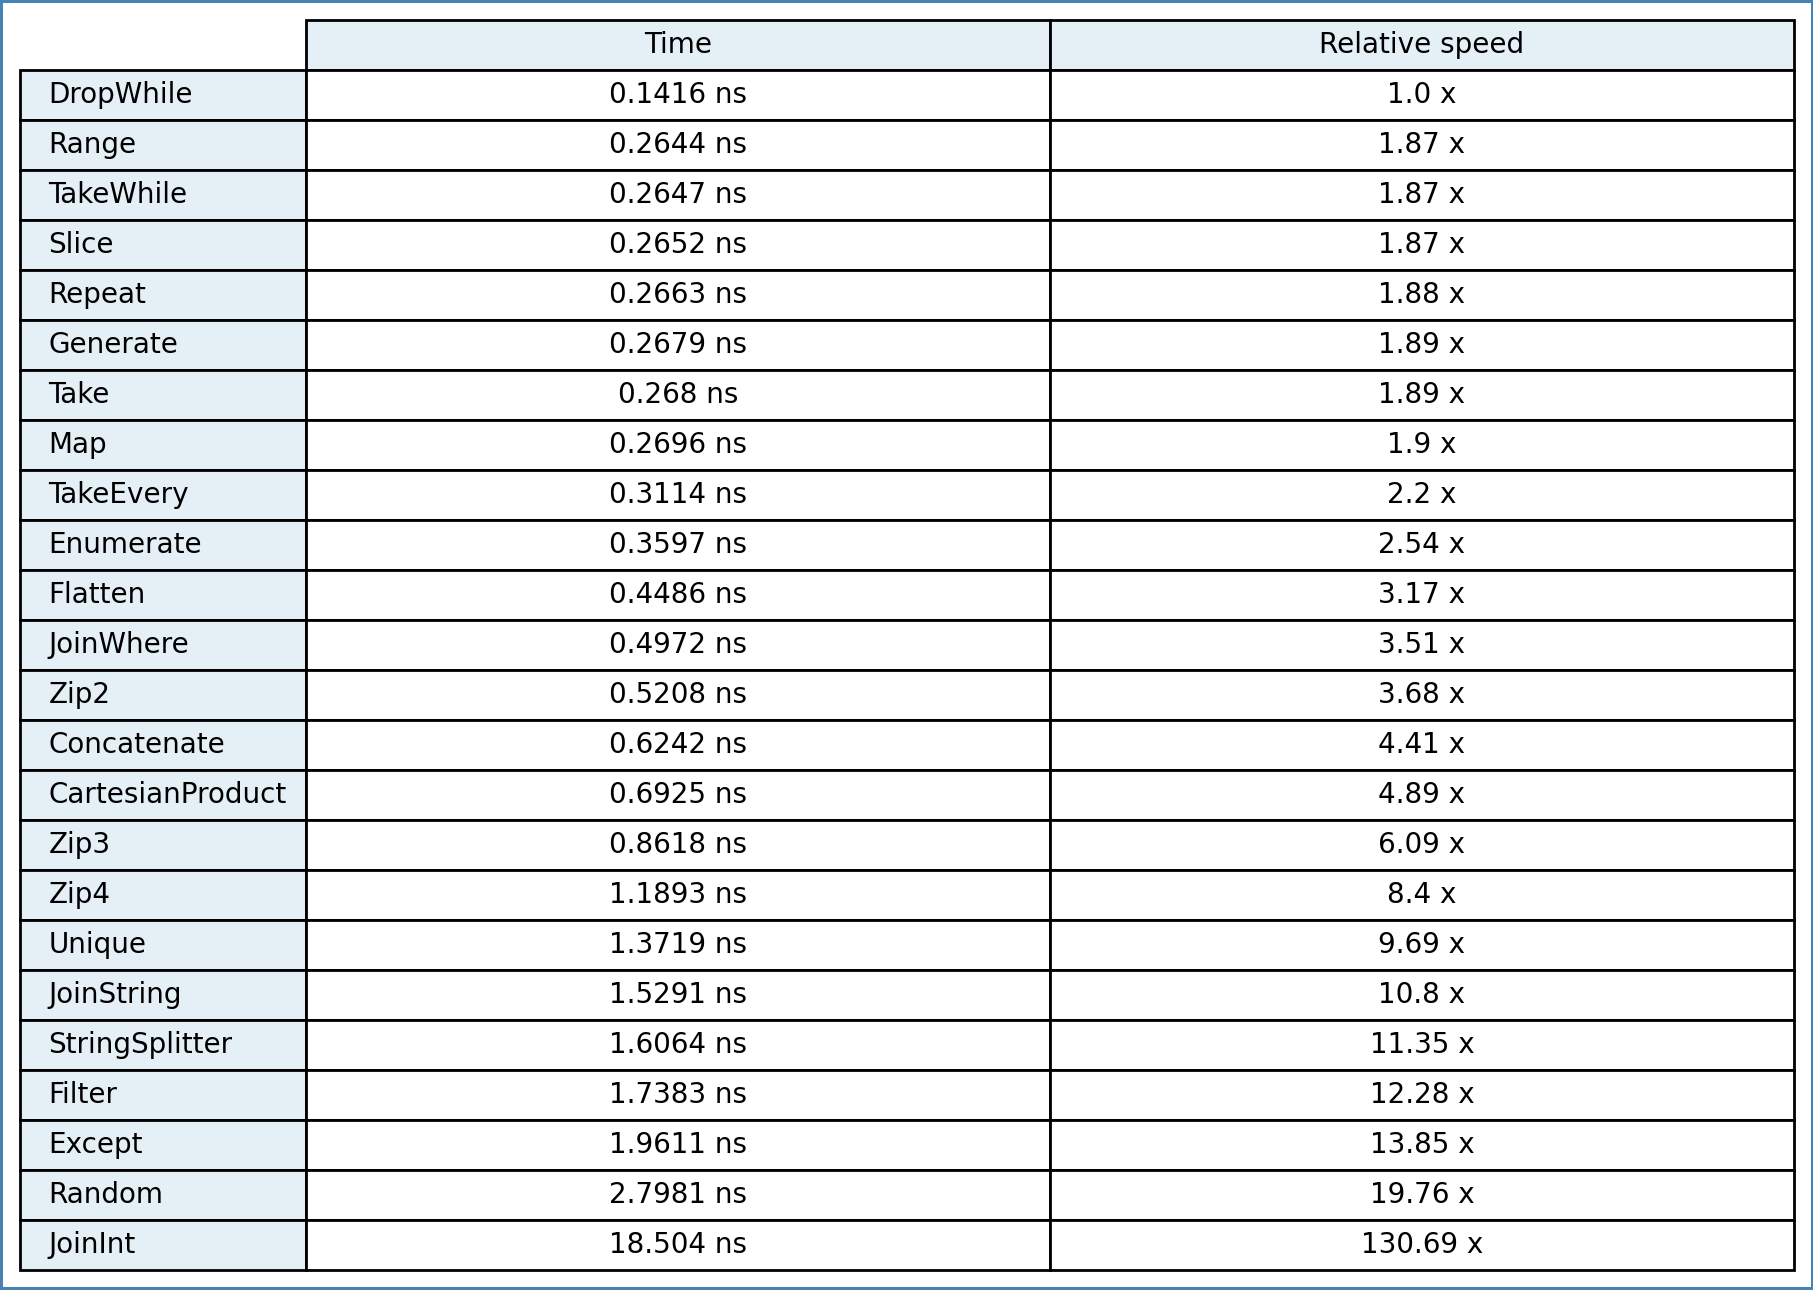 Time Relative speed
DropWhile 0.1416 ns 1.0 x
Range 0.2644 ns 1.87 x
TakeWhile 0.2647 ns 1.87 x
Slice 0.2652 ns 1.87 x
Repeat 0.2663 ns 1.88 x
Generate 0.2679 ns 1.89 x
Take 0.268 ns 1.89 x
Map 0.2696 ns 1.9 x
TakeEvery 0.3114 ns 2.2 x
Enumerate 0.3597 ns 2.54 x
Flatten 0.4486 ns 3.17 x
JoinWhere 0.4972 ns 3.51 x
Zip2 0.5208 ns 3.68 x
Concatenate 0.6242 ns 4.41 x
CartesianProduct 0.6925 ns 4.89 x
Zip3 0.8618 ns 6.09 x
Zip4 1.1893 ns 8.4 x
Unique 1.3719 ns 9.69 x
JoinString 1.5291 ns 10.8 x
StringSplitter 1.6064 ns 11.35 x
Filter 1.7383 ns 12.28 x
Except 1.9611 ns 13.85 x
Random 2.7981 ns 19.76 x
JoinInt 18.504 ns 130.69 x